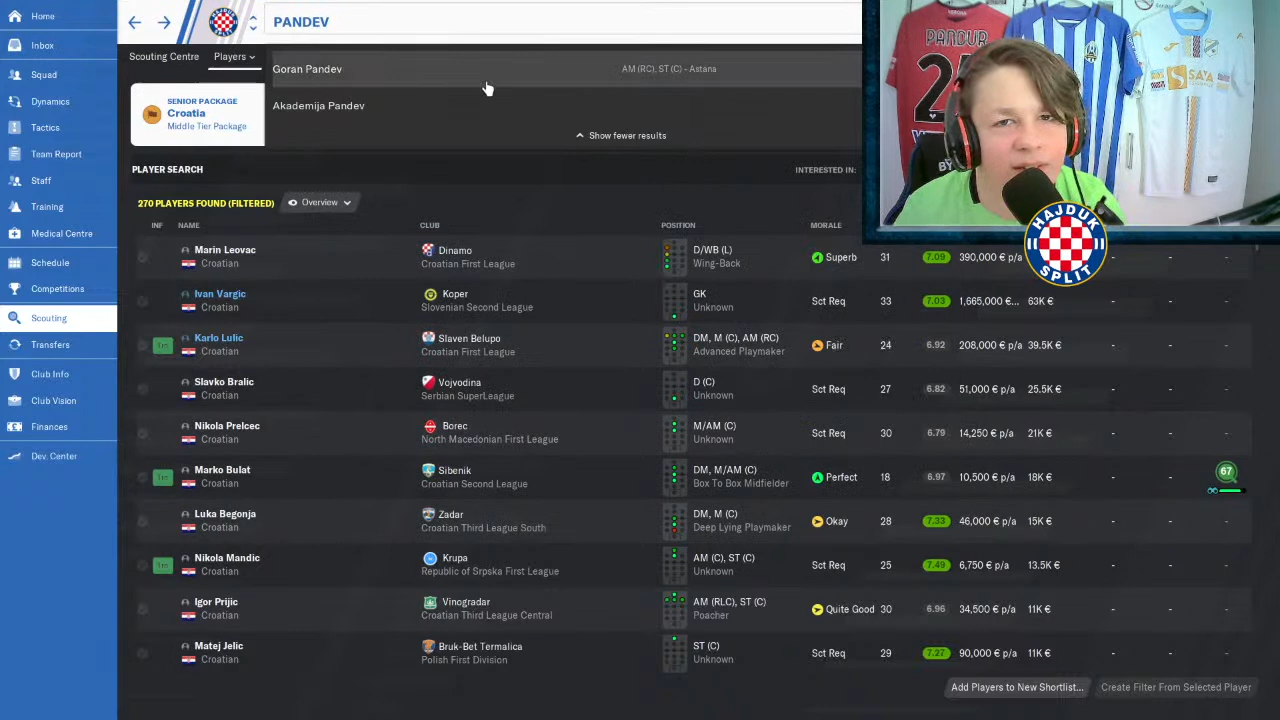 Home
PANDEV
Inbox
Scouting Centre
Players
Goran Pandev
AM (RC), ST (C) - Astana
Squad
Akademija Pandev
Dynamics
SENIOR PACKAGE
Croatia
Middle Tier Package
Tactics
Show fewer results
Team Report
PLAYER SEARCH
INTERESTED IN:
Staff
270 PLAYERS FOUND (FILTERED)
Overview
Training
INF NAME CLUB POSITION MORALE
Medical Centre
Schedule
Competitions
Scouting
Transfers
Club Info
Club Vision
Finances
Dev. Center
Marin Leovac Dinamo D/WB (L) Superb 31 7.09 390,000 € p/a - - -
Croatian Croatian First League Wing-Back
Ivan Vargic Koper GK Sct Req 33 7.03 1,665,000 €... 63K € - - -
Croatian Slovenian Second League Unknown
Karlo Lulic Slaven Belupo DM, M (C), AM (RC) Fair 24 6.92 208,000 € p/a 39.5K € - - -
Croatian Croatian First League Advanced Playmaker
Slavko Bralic Vojvodina D (C) Sct Req 27 6.82 51,000 € p/a 25.5K € - - -
Croatian Serbian SuperLeague Unknown
Nikola Prelcec Borec M/AM (C) Sct Req 30 6.79 14,250 € p/a 21K € - - -
Croatian North Macedonian First League Unknown
Marko Bulat Sibenik DM, M/AM (C) Perfect 18 6.97 10,500 € p/a 18K € - - 67
Croatian Croatian Second League Box To Box Midfielder
Luka Begonja Zadar DM, M (C) Okay 28 7.33 46,000 € p/a 15K € - - -
Croatian Croatian Third League South Deep Lying Playmaker
Trn Nikola Mandic Krupa AM (C), ST (C) Sct Req 25 7.49 6,750 € p/a 13.5K € - - -
Croatian Republic of Srpska First League Unknown
Igor Prijic Vinogradar AM (RLC), ST (C) Quite Good 30 6.96 34,500 € p/a 11K € - - -
Croatian Croatian Third League Central Poacher
Matej Jelic Bruk-Bet Termalica ST (C) Sct Req 29 7.27 90,000 € p/a 11K € - - -
Croatian Polish First Division Unknown
Add Players to New Shortlist...
Create Filter From Selected Player
PANDUR
SAVA
HAJDUK
SPLIT